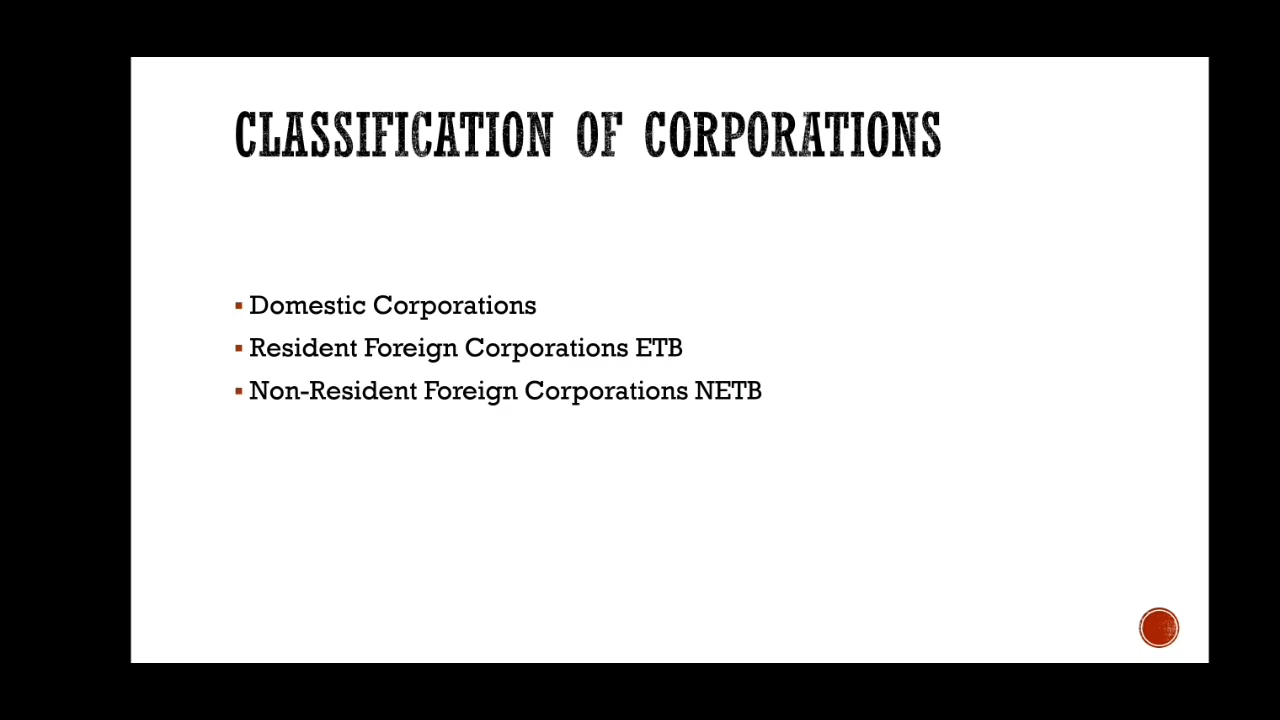 CLASSIFICATION OF CORPORATIONS
▪ Domestic Corporations
▪ Resident Foreign Corporations ETB
▪ Non-Resident Foreign Corporations NETB